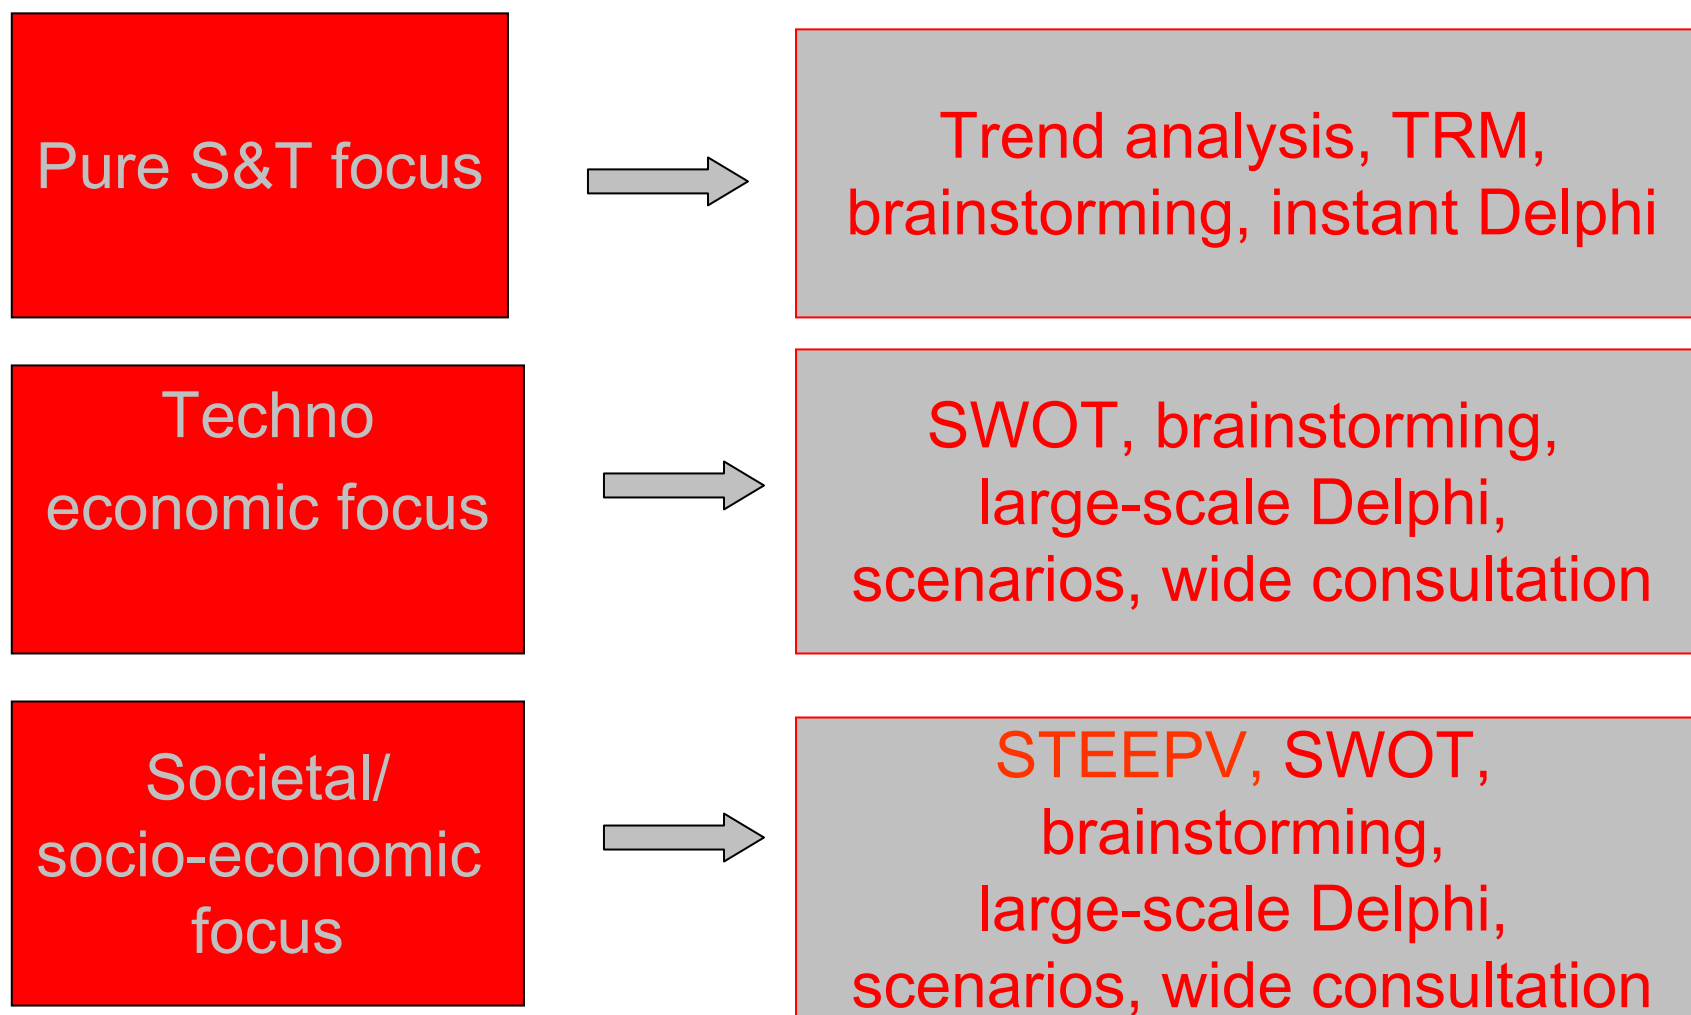 Pure S&T focus
Trend analysis, TRM,
brainstorming, instant Delphi
Techno
economic focus
SWOT, brainstorming,
large-scale Delphi,
scenarios, wide consultation
Societal/
socio-economic
focus
STEEPV, SWOT,
brainstorming,
large-scale Delphi,
scenarios, wide consultation